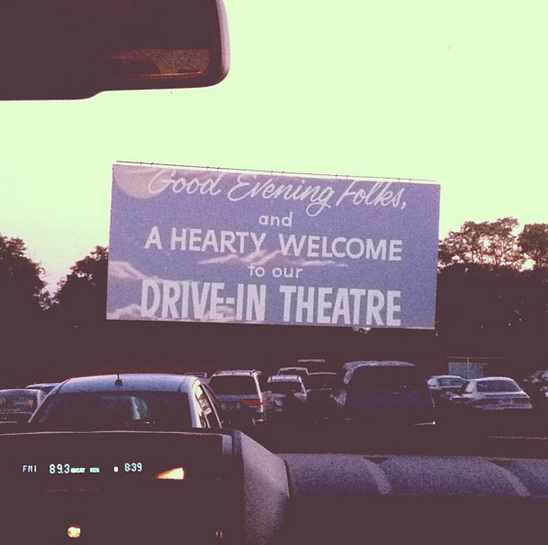 Good Evening Folks,
and
A HEARTY WELCOME
to our
DRIVE-IN THEATRE
FM1 89.3 8:39